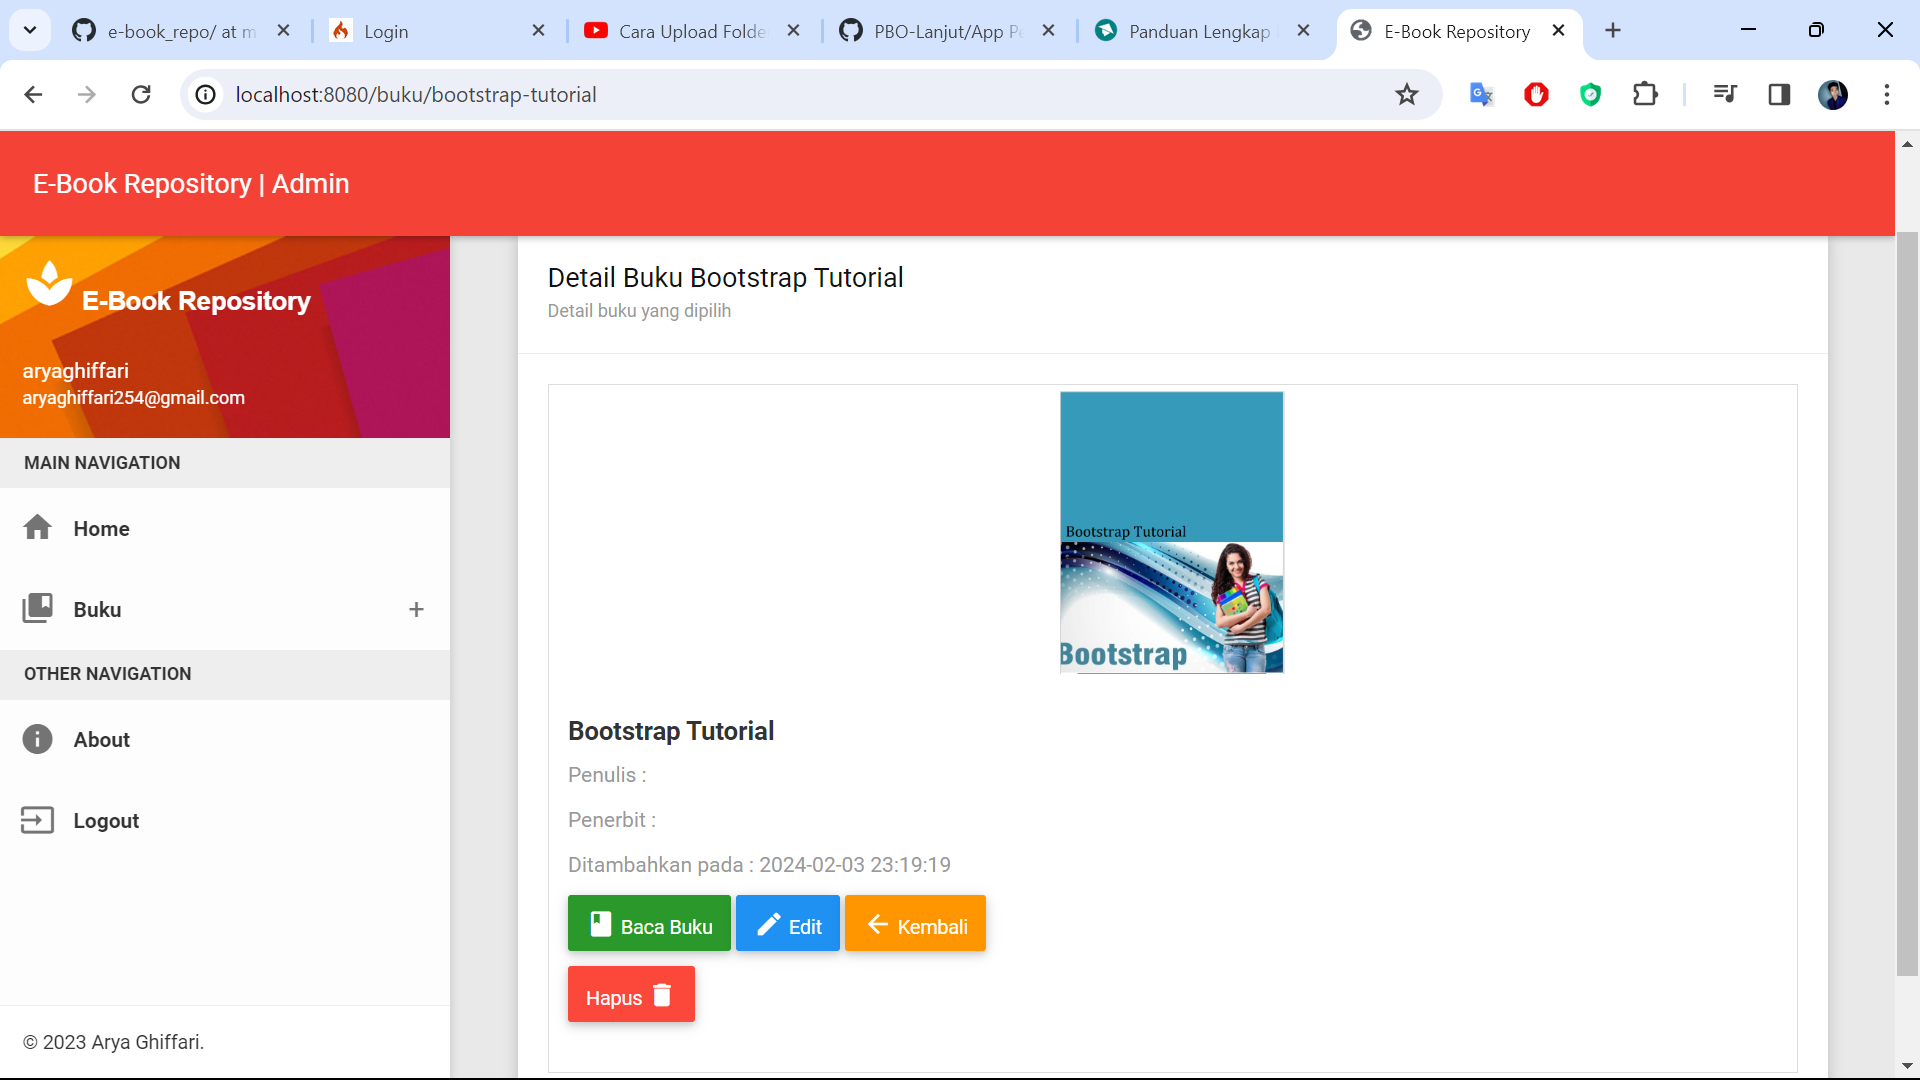 e-book_repo/ at m
Login
Cara Upload Folde
PBO-Lanjut/App Pe
Panduan Lengkap
E-Book Repository
localhost:8080/buku/bootstrap-tutorial
E-Book Repository | Admin
E-Book Repository
aryaghiffari
aryaghiffari254@gmail.com
MAIN NAVIGATION
Home
Buku
OTHER NAVIGATION
About
Logout
© 2023 Arya Ghiffari.
Detail Buku Bootstrap Tutorial
Detail buku yang dipilih
Bootstrap Tutorial
Bootstrap
Bootstrap Tutorial
Penulis :
Penerbit :
Ditambahkan pada : 2024-02-03 23:19:19
Baca Buku
Edit
Kembali
Hapus